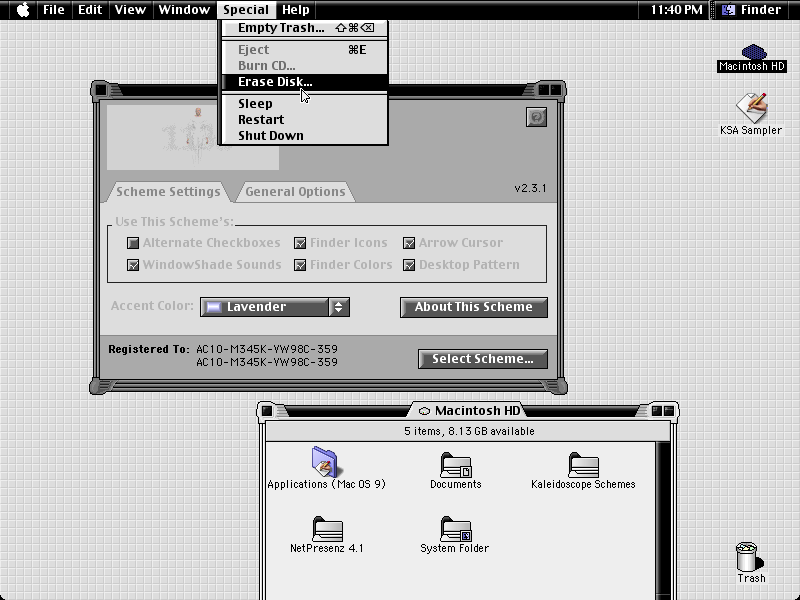 File Edit View Window Special Help 11:40 PM Finder
Empty Trash... ⇧⌘⌫
Eject ⌘E
Burn CD...
Erase Disk...
Sleep
Restart
Shut Down
Macintosh HD
KSA Sampler
Scheme Settings General Options v2.3.1
Use This Scheme's:
Alternate Checkboxes Finder Icons Arrow Cursor
WindowShade Sounds Finder Colors Desktop Pattern
Accent Color: Lavender About This Scheme
Registered To: AC10-M345K-VW98C-359
AC10-M345K-VW98C-359
Select Scheme...
Macintosh HD
5 items, 8.13 GB available
Applications (Mac OS 9) Documents Kaleidoscope Schemes
NetPresenz 4.1 System Folder
Trash